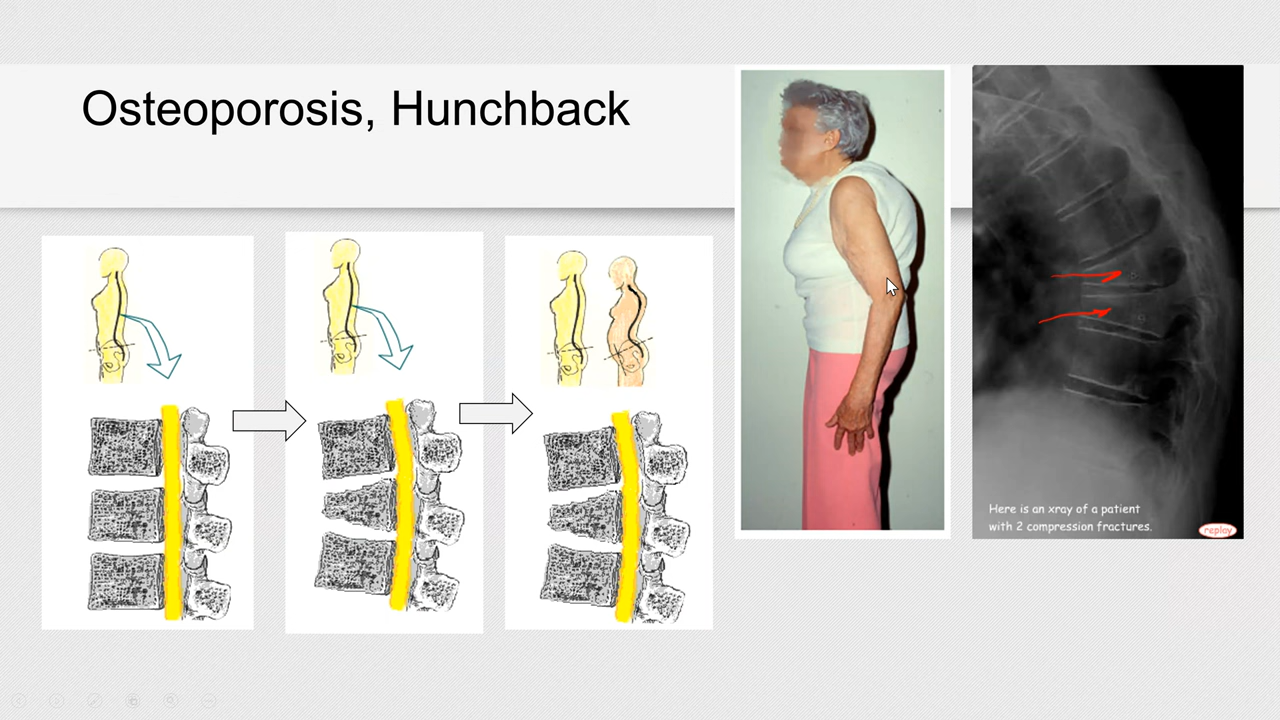 Osteoporosis, Hunchback
Here is an xray of a patient
with 2 compression fractures.
replay